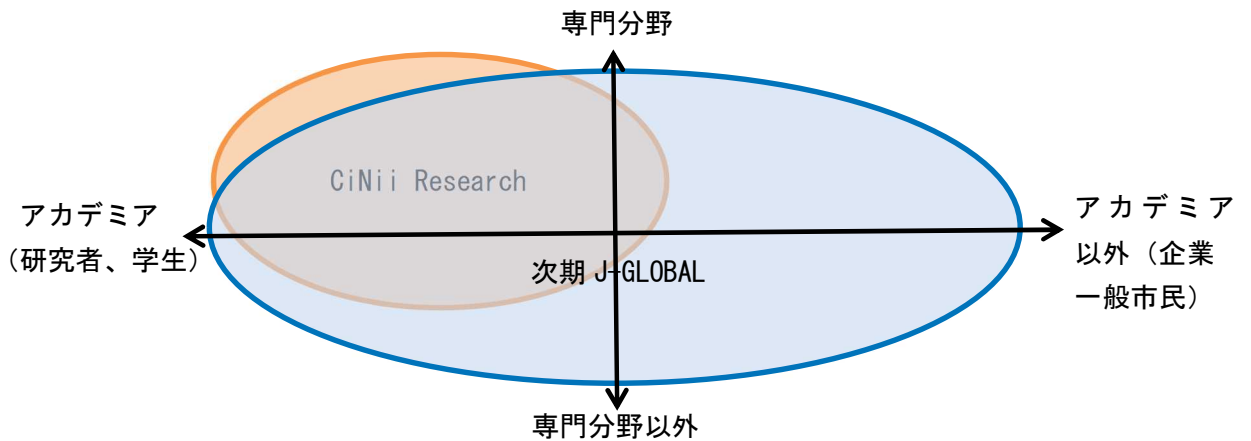 専門分野
CiNii Research
アカデミア
（研究者、学生）
アカデミア
以外（企業
一般市民）
次期 J-GLOBAL
専門分野以外